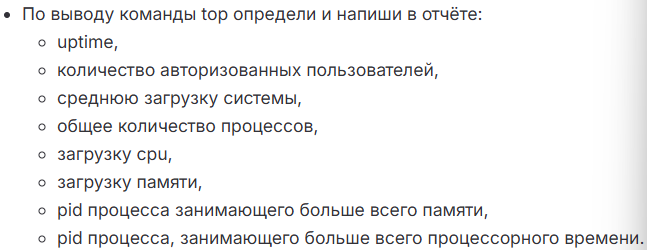 • По выводу команды top определи и напиши в отчёте:
◦ uptime,
◦ количество авторизованных пользователей,
◦ среднюю загрузку системы,
◦ общее количество процессов,
◦ загрузку cpu,
◦ загрузку памяти,
◦ pid процесса занимающего больше всего памяти,
◦ pid процесса, занимающего больше всего процессорного времени.